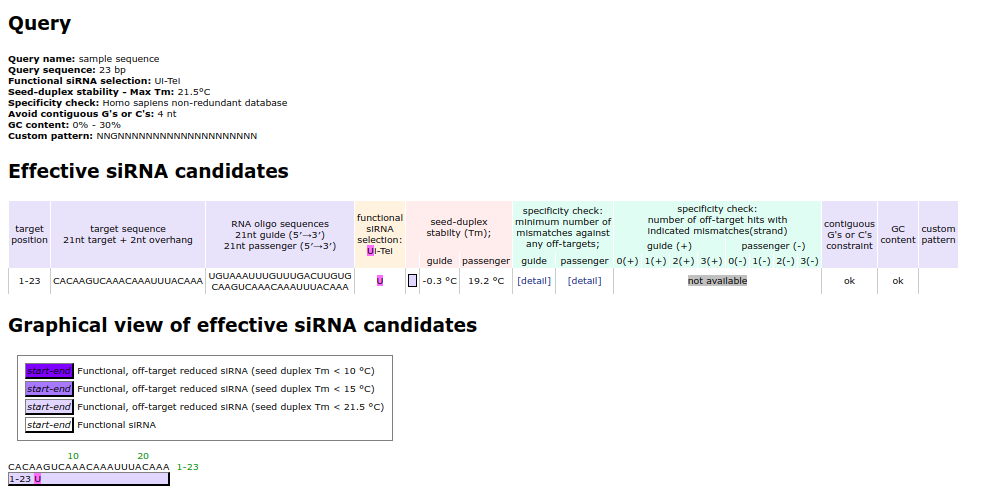 Query
Query name: sample sequence
Query sequence: 23 bp
Functional siRNA selection: Ui-Tei
Seed-duplex stability – Max Tm: 21.5ºC
Specificity check: Homo sapiens non-redundant database
Avoid contiguous G's or C's: 4 nt
GC content: 0% - 30%
Custom pattern: NNGNNNNNNNNNNNNNNNNNNNN
Effective siRNA candidates
target
position
target sequence
21nt target + 2nt overhang
RNA oligo sequences
21nt guide (5′→3′)
21nt passenger (5′→3′)
functional
siRNA
selection:
Ui-Tei
seed-duplex
stabilty (Tm);
guide passenger
specificity check:
minimum number of
mismatches against
any off-targets;
guide passenger
specificity check:
number of off-target hits with
indicated mismatches(strand)
guide (+) passenger (-)
0(+) 1(+) 2(+) 3(+) 0(-) 1(-) 2(-) 3(-)
contiguous
G's or C's
constraint
GC
content
custom
pattern
1-23
CACAAGUCAAACAAAUUUACAAA
UGUAAAUUUGUUUGACUUGUG
CAAGUCAAACAAAUUUACAAA
U
-0.3 ºC 19.2 ºC [detail] [detail] not available ok ok
Graphical view of effective siRNA candidates
start-end Functional, off-target reduced siRNA (seed duplex Tm < 10 ºC)
start-end Functional, off-target reduced siRNA (seed duplex Tm < 15 ºC)
start-end Functional, off-target reduced siRNA (seed duplex Tm < 21.5 ºC)
start-end Functional siRNA
10 20
CACAAGUCAAACAAAUUUACAAA 1-23
1-23 U